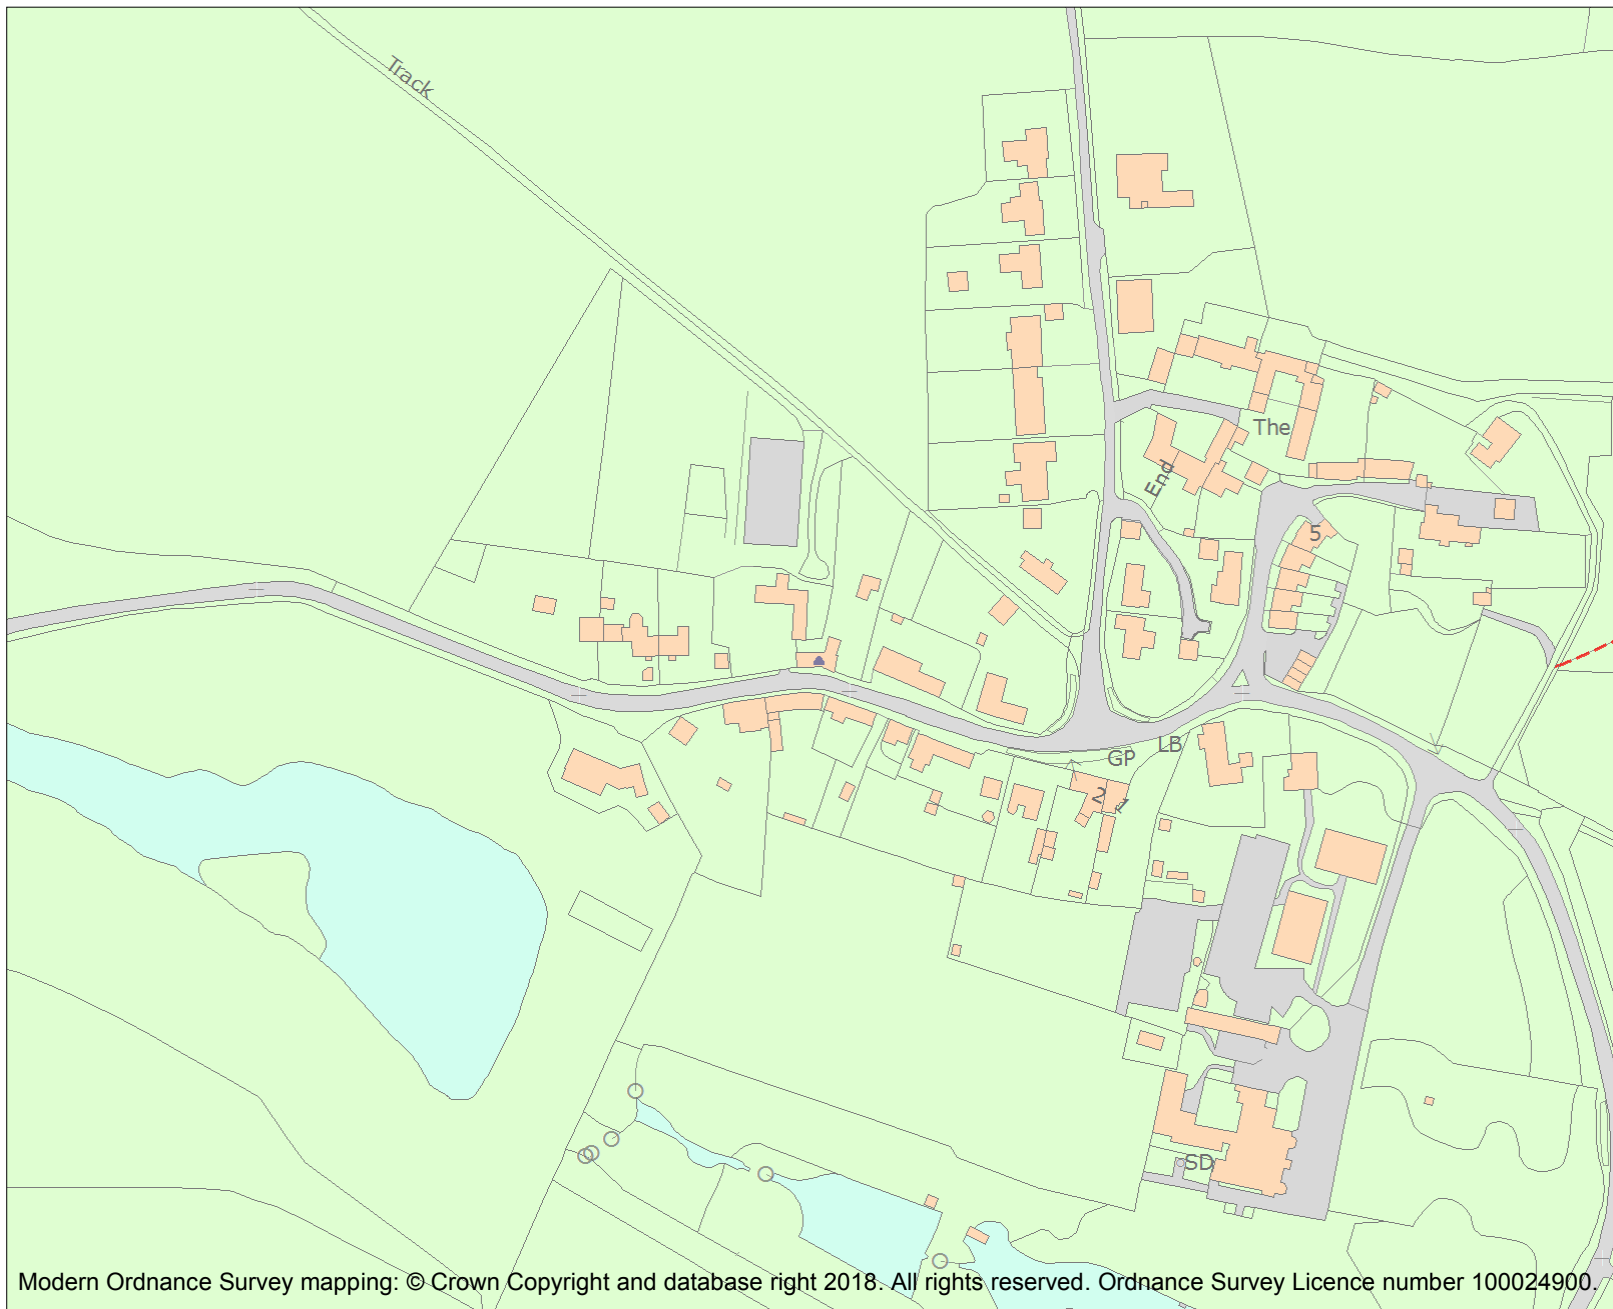 Track
The
End
5
LB
GP
2
1
SD
Modern Ordnance Survey mapping: © Crown Copyright and database right 2018. All rights reserved. Ordnance Survey Licence number 100024900.